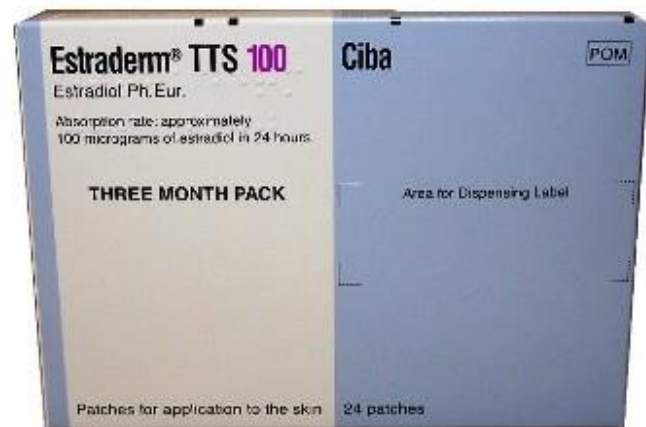 Estraderm® TTS 100
Estradiol Ph.Eur.
Absorption rate: approximately
100 micrograms of estradiol in 24 hours
THREE MONTH PACK
Patches for application to the skin
Ciba
POM
Area for Dispensing Label
24 patches